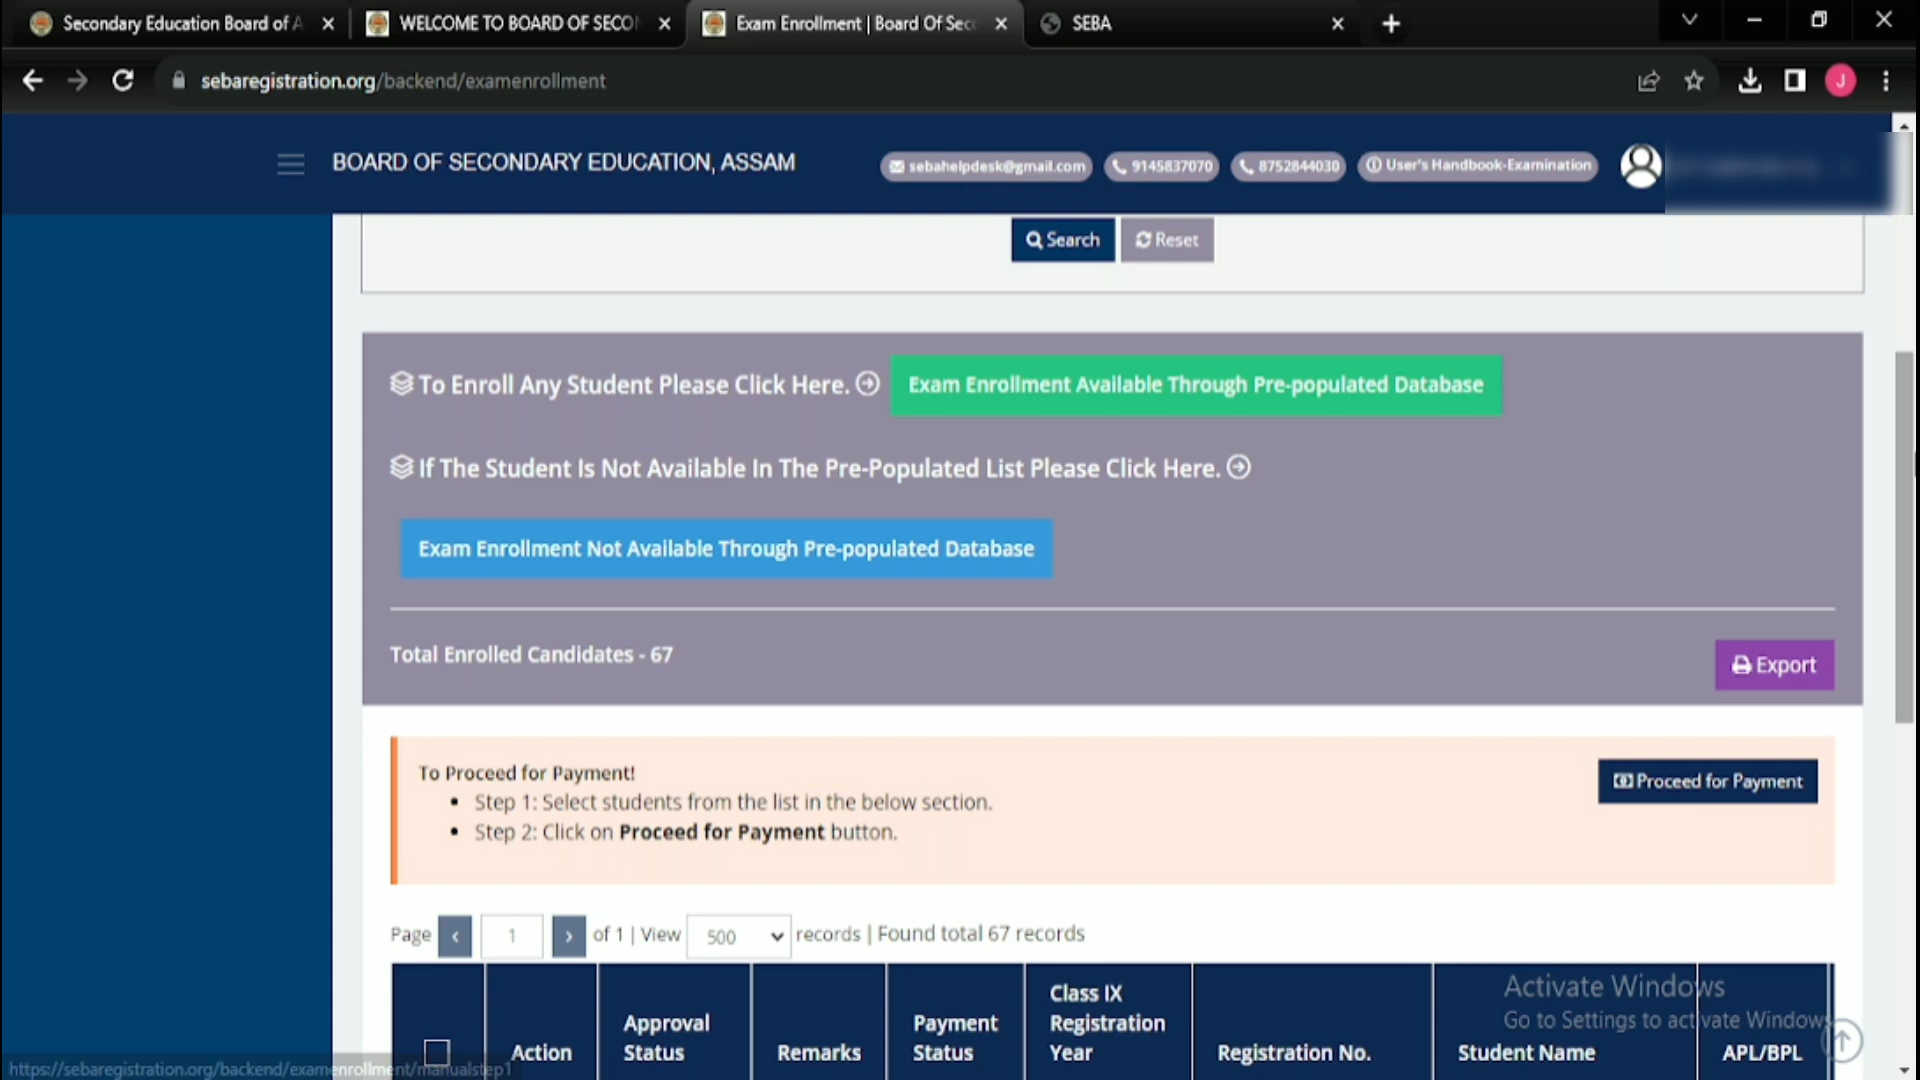 Secondary Education Board of A
WELCOME TO BOARD OF SECO
Exam Enrollment | Board Of Sec
SEBA
sebaregistration.org/backend/examenrollment
J
BOARD OF SECONDARY EDUCATION, ASSAM
sebahelpdesk@gmail.com
9145837070
8752844030
User's Handbook-Examination
Search
Reset
To Enroll Any Student Please Click Here.
Exam Enrollment Available Through Pre-populated Database
If The Student Is Not Available In The Pre-Populated List Please Click Here.
Exam Enrollment Not Available Through Pre-populated Database
Total Enrolled Candidates - 67
Export
To Proceed for Payment!
Proceed for Payment
• Step 1: Select students from the list in the below section.
• Step 2: Click on Proceed for Payment button.
Page < 1 > of 1 | View 500 records | Found total 67 records
Action
Approval Status
Remarks
Payment Status
Class IX Registration Year
Registration No.
Student Name
APL/BPL
Activate Windows
Go to Settings to activate Windows
https://sebaregistration.org/backend/examenrollment/manualstep1